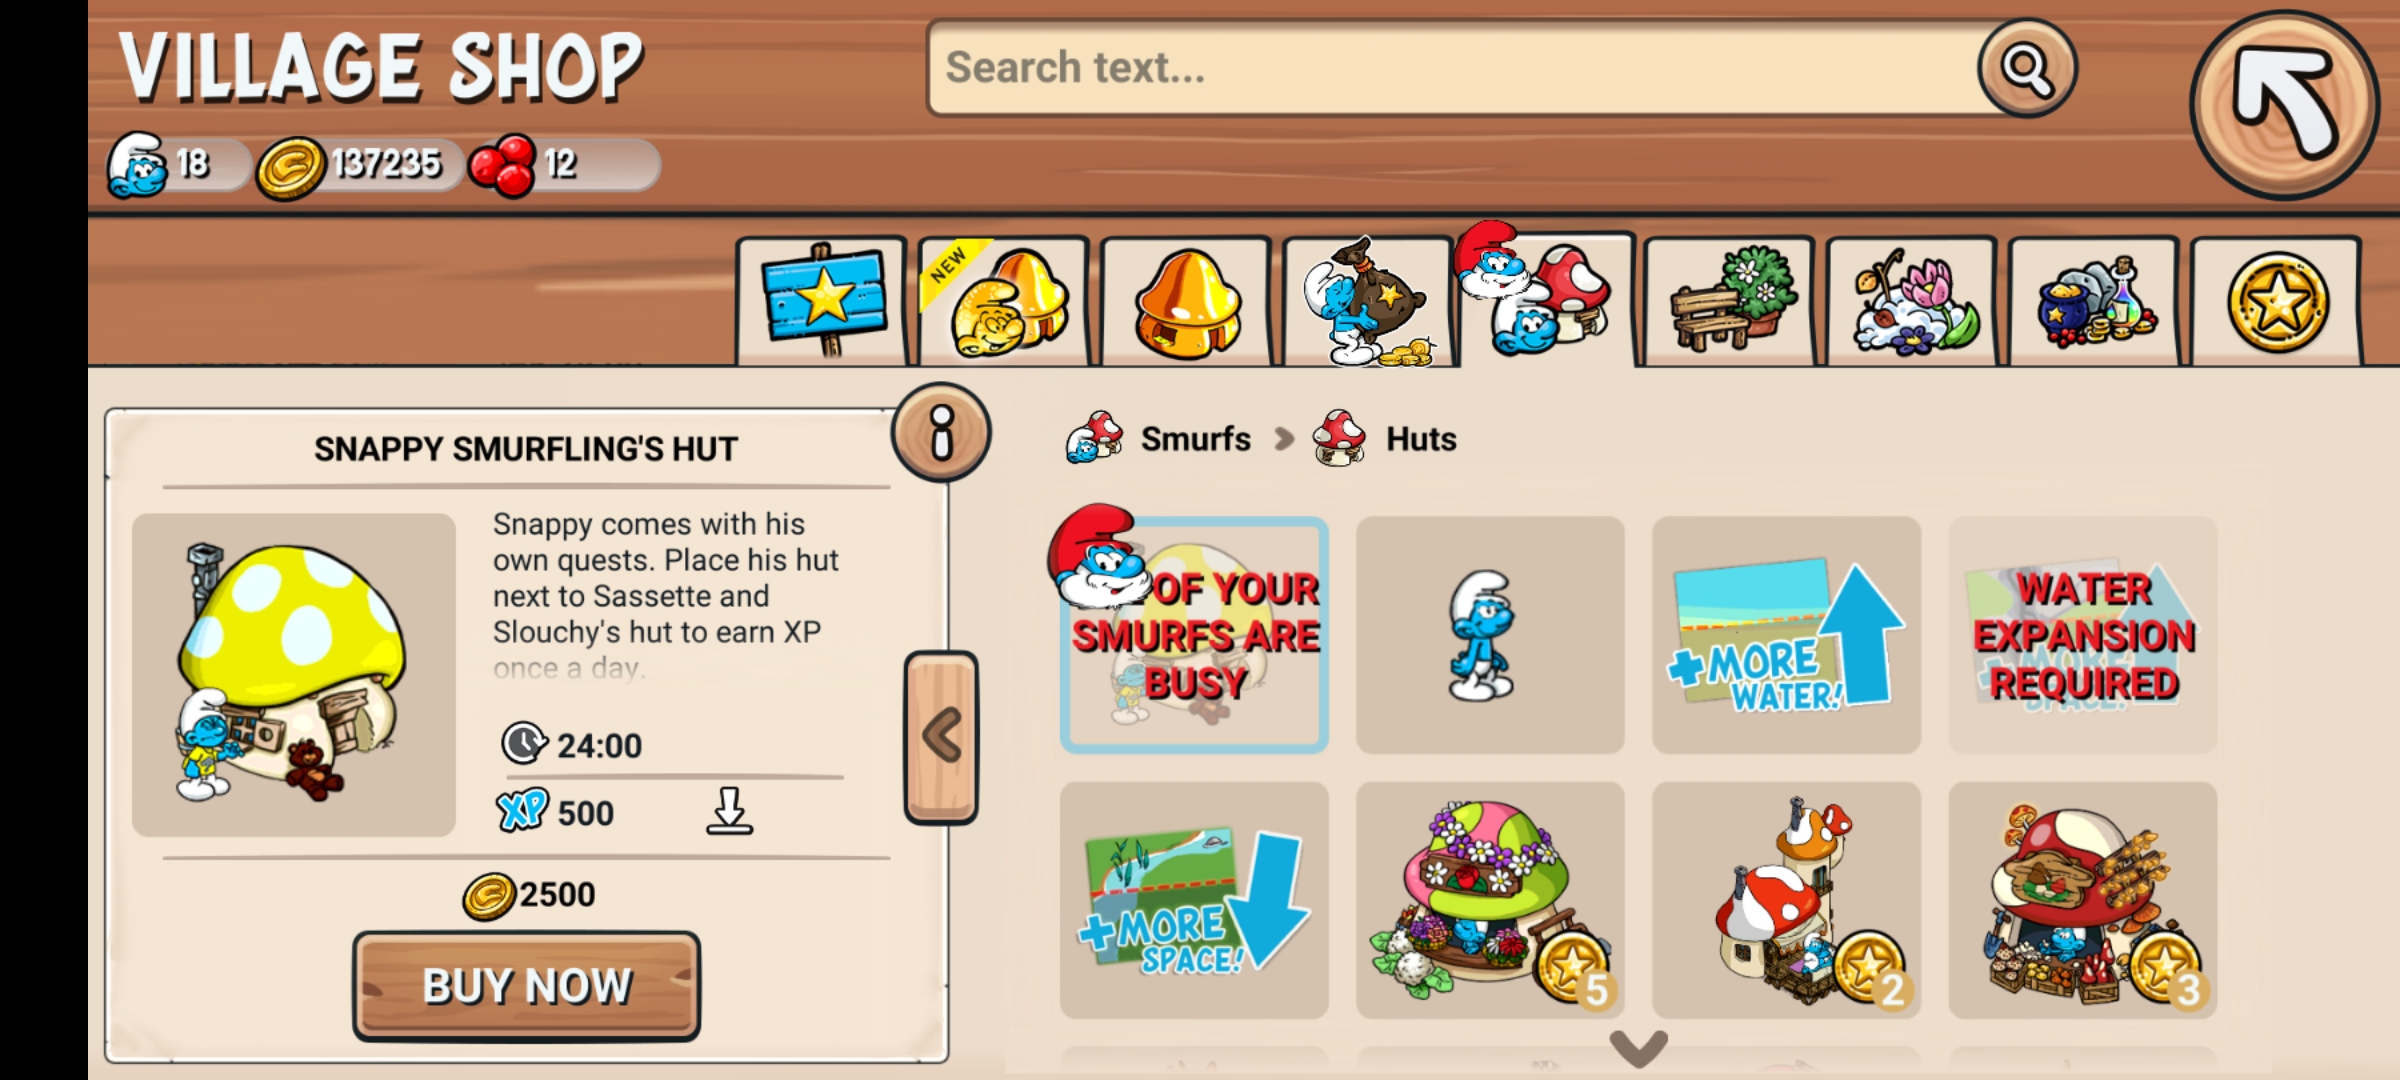 VILLAGE SHOP
Search text...
18
137235
12
NEW
SNAPPY SMURFLING'S HUT
Snappy comes with his
own quests. Place his hut
next to Sassette and
Slouchy's hut to earn XP
once a day.
24:00
XP 500
2500
BUY NOW
Smurfs
Huts
OF YOUR
SMURFS ARE
BUSY
+MORE
WATER!
WATER
EXPANSION
REQUIRED
+MORE
SPACE!
5
2
3